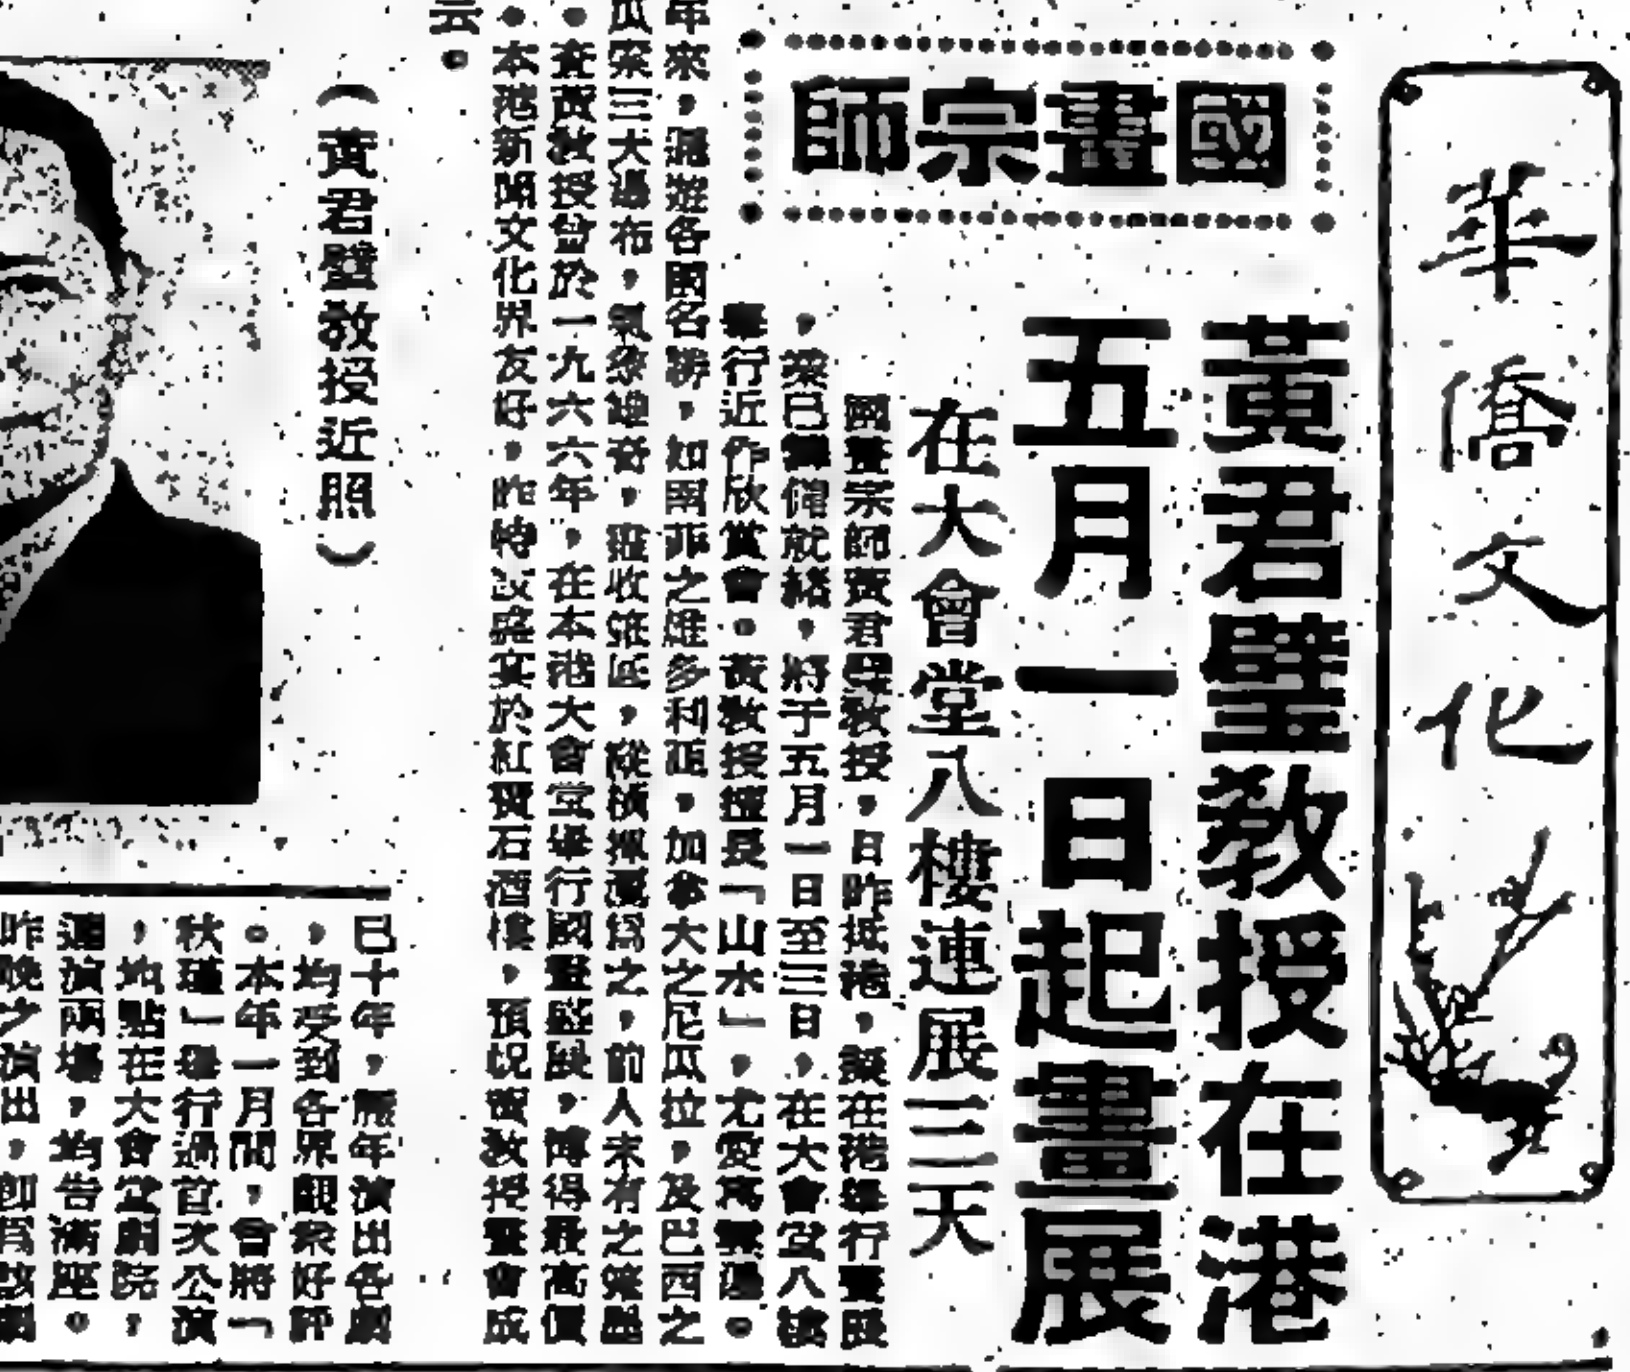 華僑文化
國畫宗師
黃君璧教授在港
五月一日起畫展
在大會堂八樓連展三天
國畫宗師黃君璧教授，日昨抵港，擬在港舉行畫展
，業已籌備就緒，將于五月一日至三日，在大會堂八樓
舉行近作欣賞會。黃教授擅長「山水」，尤愛寫瀑。
年來，遍遊各國名勝，如南非之維多利亞，加拿大之尼瓜拉，及巴西之
瓜索三大瀑布，氣象雄奇，盡收筆底，縱橫揮灑為之，前人未有之筆
。查黃教授曾於一九六六年，在本港大會堂舉行國畫盛展，博得最高價
。本港新聞文化界友好，昨特設宴於紅寶石酒樓，預祝黃教授畫會成
云。
（黃君璧教授近照）
已十年，歷年演出各劇
，均受到各界觀眾好評
。本年一月間，曾將「
秋瑾」舉行過首次公演
，地點在大會堂劇院，
連演兩場，均告滿座。
昨晚之演出，即為該劇